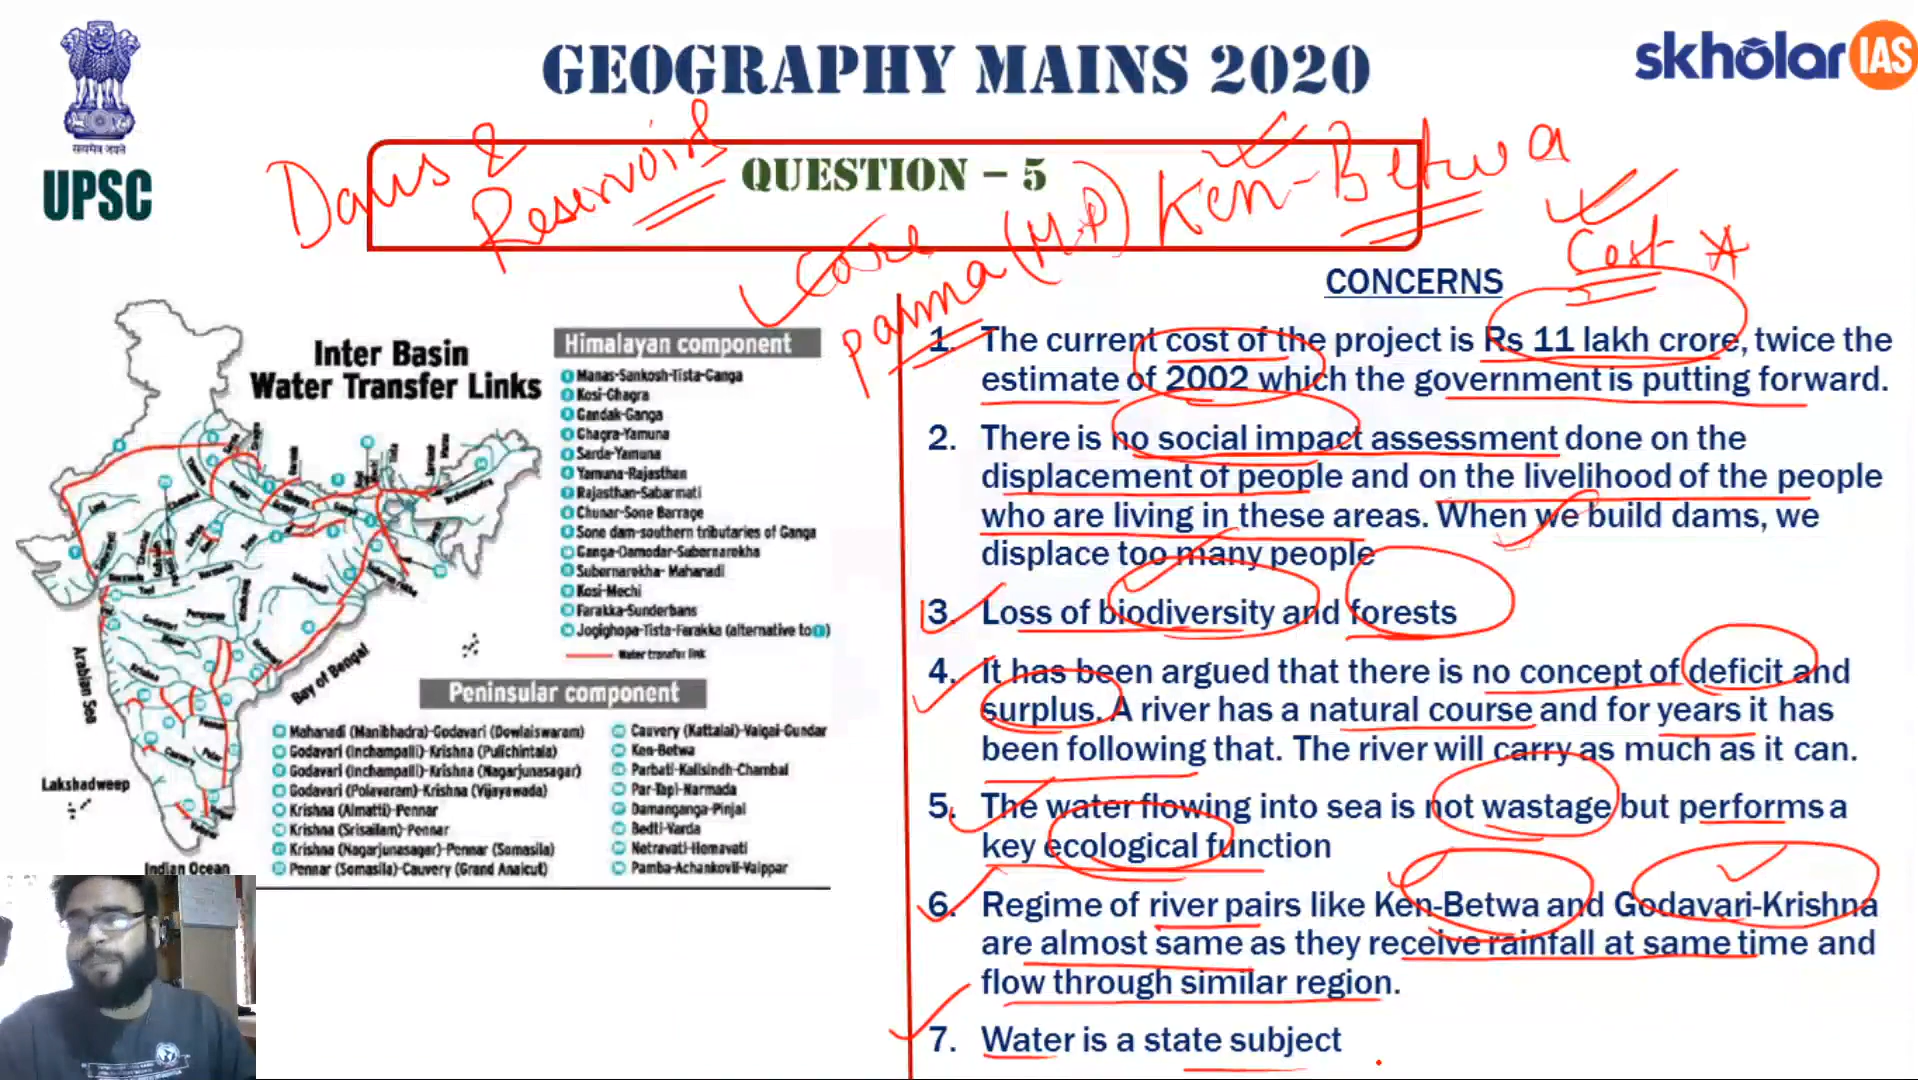 GEOGRAPHY MAINS 2020
skholar IAS
सत्यमेव जयते
UPSC
QUESTION – 5
Dams &
Reservoirs
Ken-Betwa
Panna (M.P)
Cost
CONCERNS
1. The current cost of the project is Rs 11 lakh crore, twice the
estimate of 2002 which the government is putting forward.
2. There is no social impact assessment done on the
displacement of people and on the livelihood of the people
who are living in these areas. When we build dams, we
displace too many people
3. Loss of biodiversity and forests
4. It has been argued that there is no concept of deficit and
surplus. A river has a natural course and for years it has
been following that. The river will carry as much as it can.
5. The water flowing into sea is not wastage but performs a
key ecological function
6. Regime of river pairs like Ken-Betwa and Godavari-Krishna
are almost same as they receive rainfall at same time and
flow through similar region.
7. Water is a state subject
Inter Basin
Water Transfer Links
Arabian Sea
Bay of Bengal
Lakshadweep
Indian Ocean
Himalayan component
Manas-Sankosh-Tista-Ganga
Kosi-Ghagra
Gandak-Ganga
Ghagra-Yamuna
Sarda-Yamuna
Yamuna-Rajasthan
Rajasthan-Sabarmati
Chunar-Sone Barrage
Sone dam-southern tributaries of Ganga
Ganga-Damodar-Subernarekha
Subernarekha- Mahanadi
Kosi-Mechi
Farakka-Sunderbans
Jogighopa-Tista-Farakka (alternative to 1)
Water transfer link
Peninsular component
Mahanadi (Manibhadra)-Godavari (Dowlaiswaram)
Godavari (Inchampalli)-Krishna (Pulichintala)
Godavari (Inchampalli)-Krishna (Nagarjunasagar)
Godavari (Polavaram)-Krishna (Vijayawada)
Krishna (Almatti)-Pennar
Krishna (Srisailam)-Pennar
Krishna (Nagarjunasagar)-Pennar (Somasila)
Pennar (Somasila)-Cauvery (Grand Anaicut)
Cauvery (Kattalai)-Vaigai-Gundar
Ken-Betwa
Parbati-Kalisindh-Chambal
Par-Tapi-Narmada
Damanganga-Pinjal
Bedti-Varda
Netravati-Hemavati
Pamba-Achankovil-Vaippar